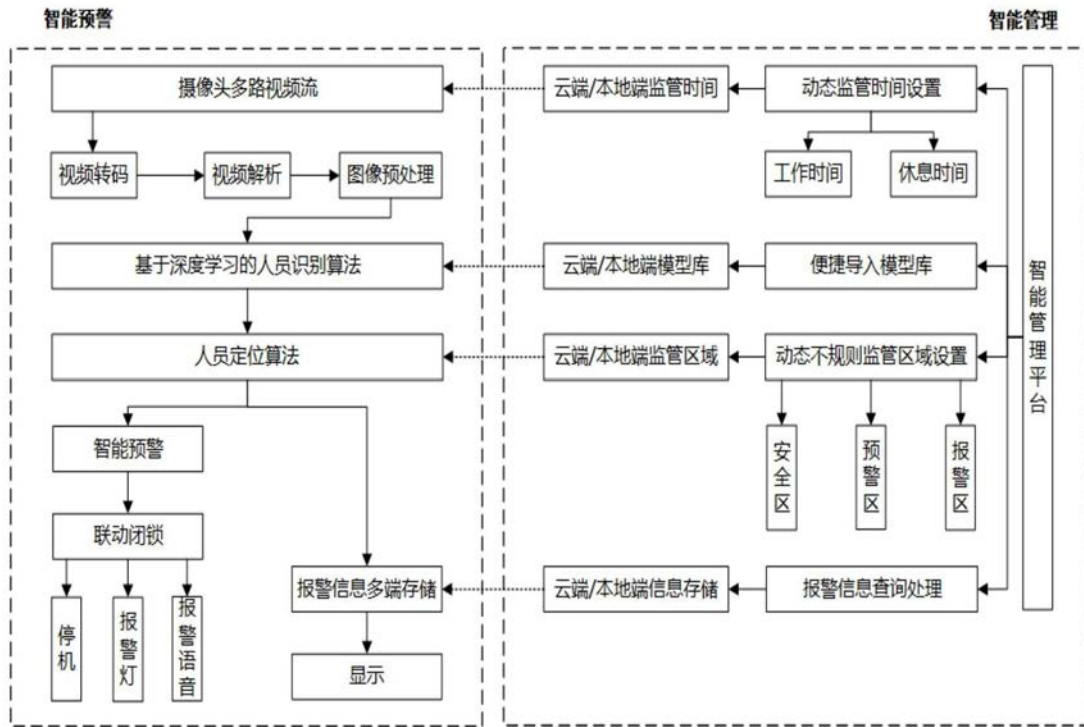 智能预警
智能管理
摄像头多路视频流
云端/本地端监管时间
动态监管时间设置
视频转码
视频解析
图像预处理
工作时间
休息时间
基于深度学习的人员识别算法
云端/本地端模型库
便捷导入模型库
人员定位算法
云端/本地端监管区域
动态不规则监管区域设置
智能管理平台
智能预警
安全区
预警区
报警区
联动闭锁
报警信息多端存储
云端/本地端信息存储
报警信息查询处理
停机
报警灯
报警语音
显示